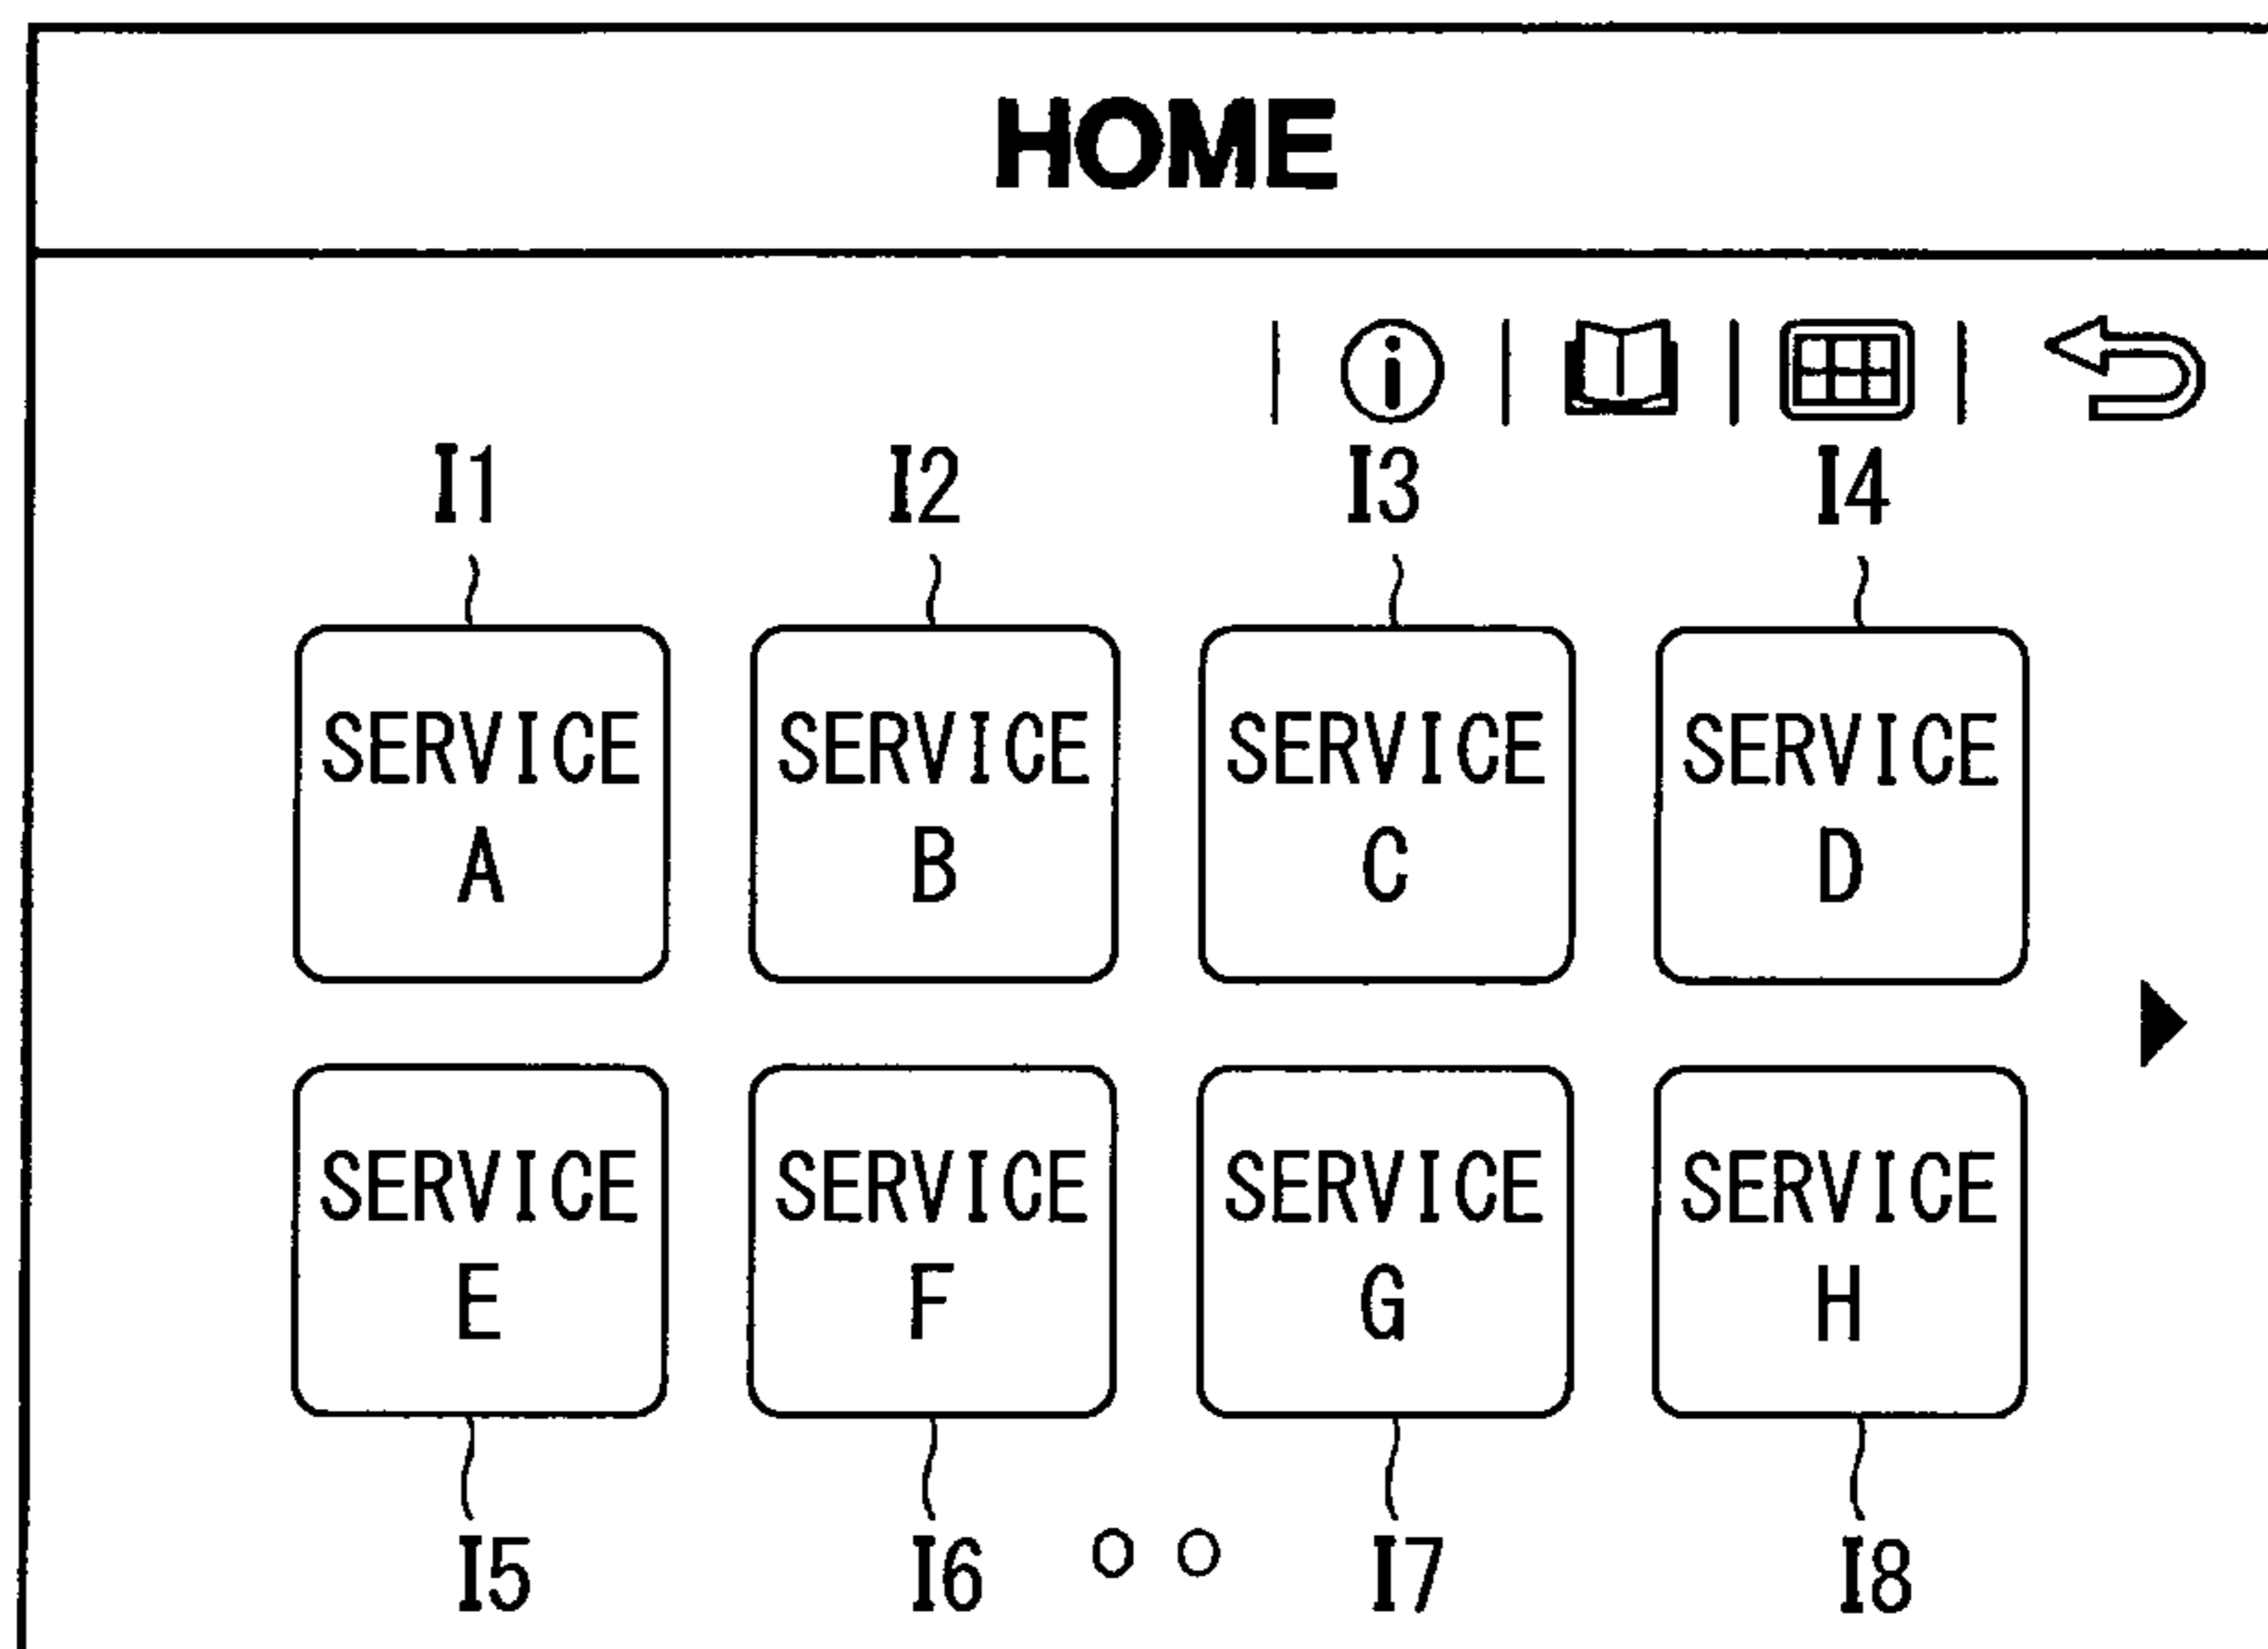 HOME
i
I1 I2 I3 I4
SERVICE A
SERVICE B
SERVICE C
SERVICE D
SERVICE E
SERVICE F
SERVICE G
SERVICE H
I5 I6 I7 I8